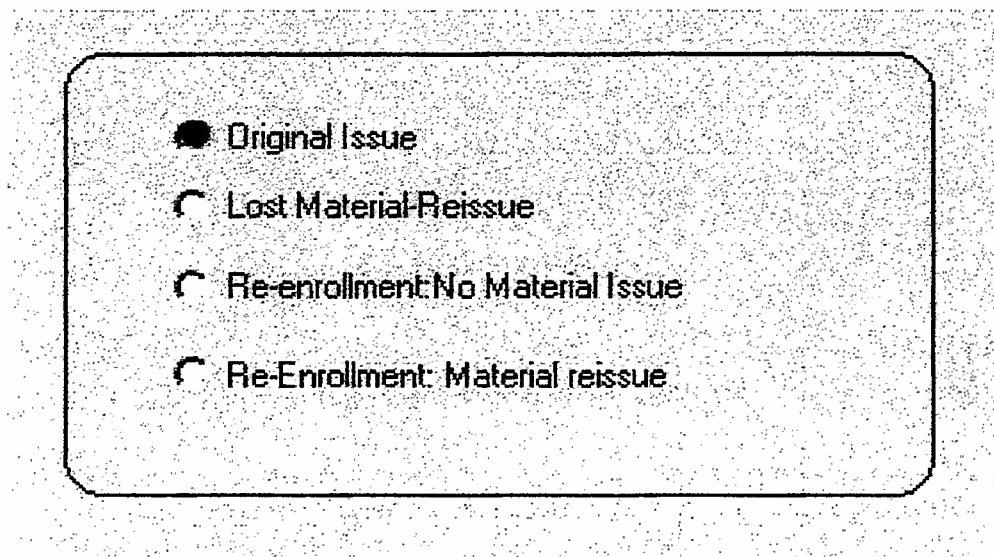 Original Issue
Lost Material-Reissue
Re-enrollment:No Material Issue
Re-Enrollment: Material reissue